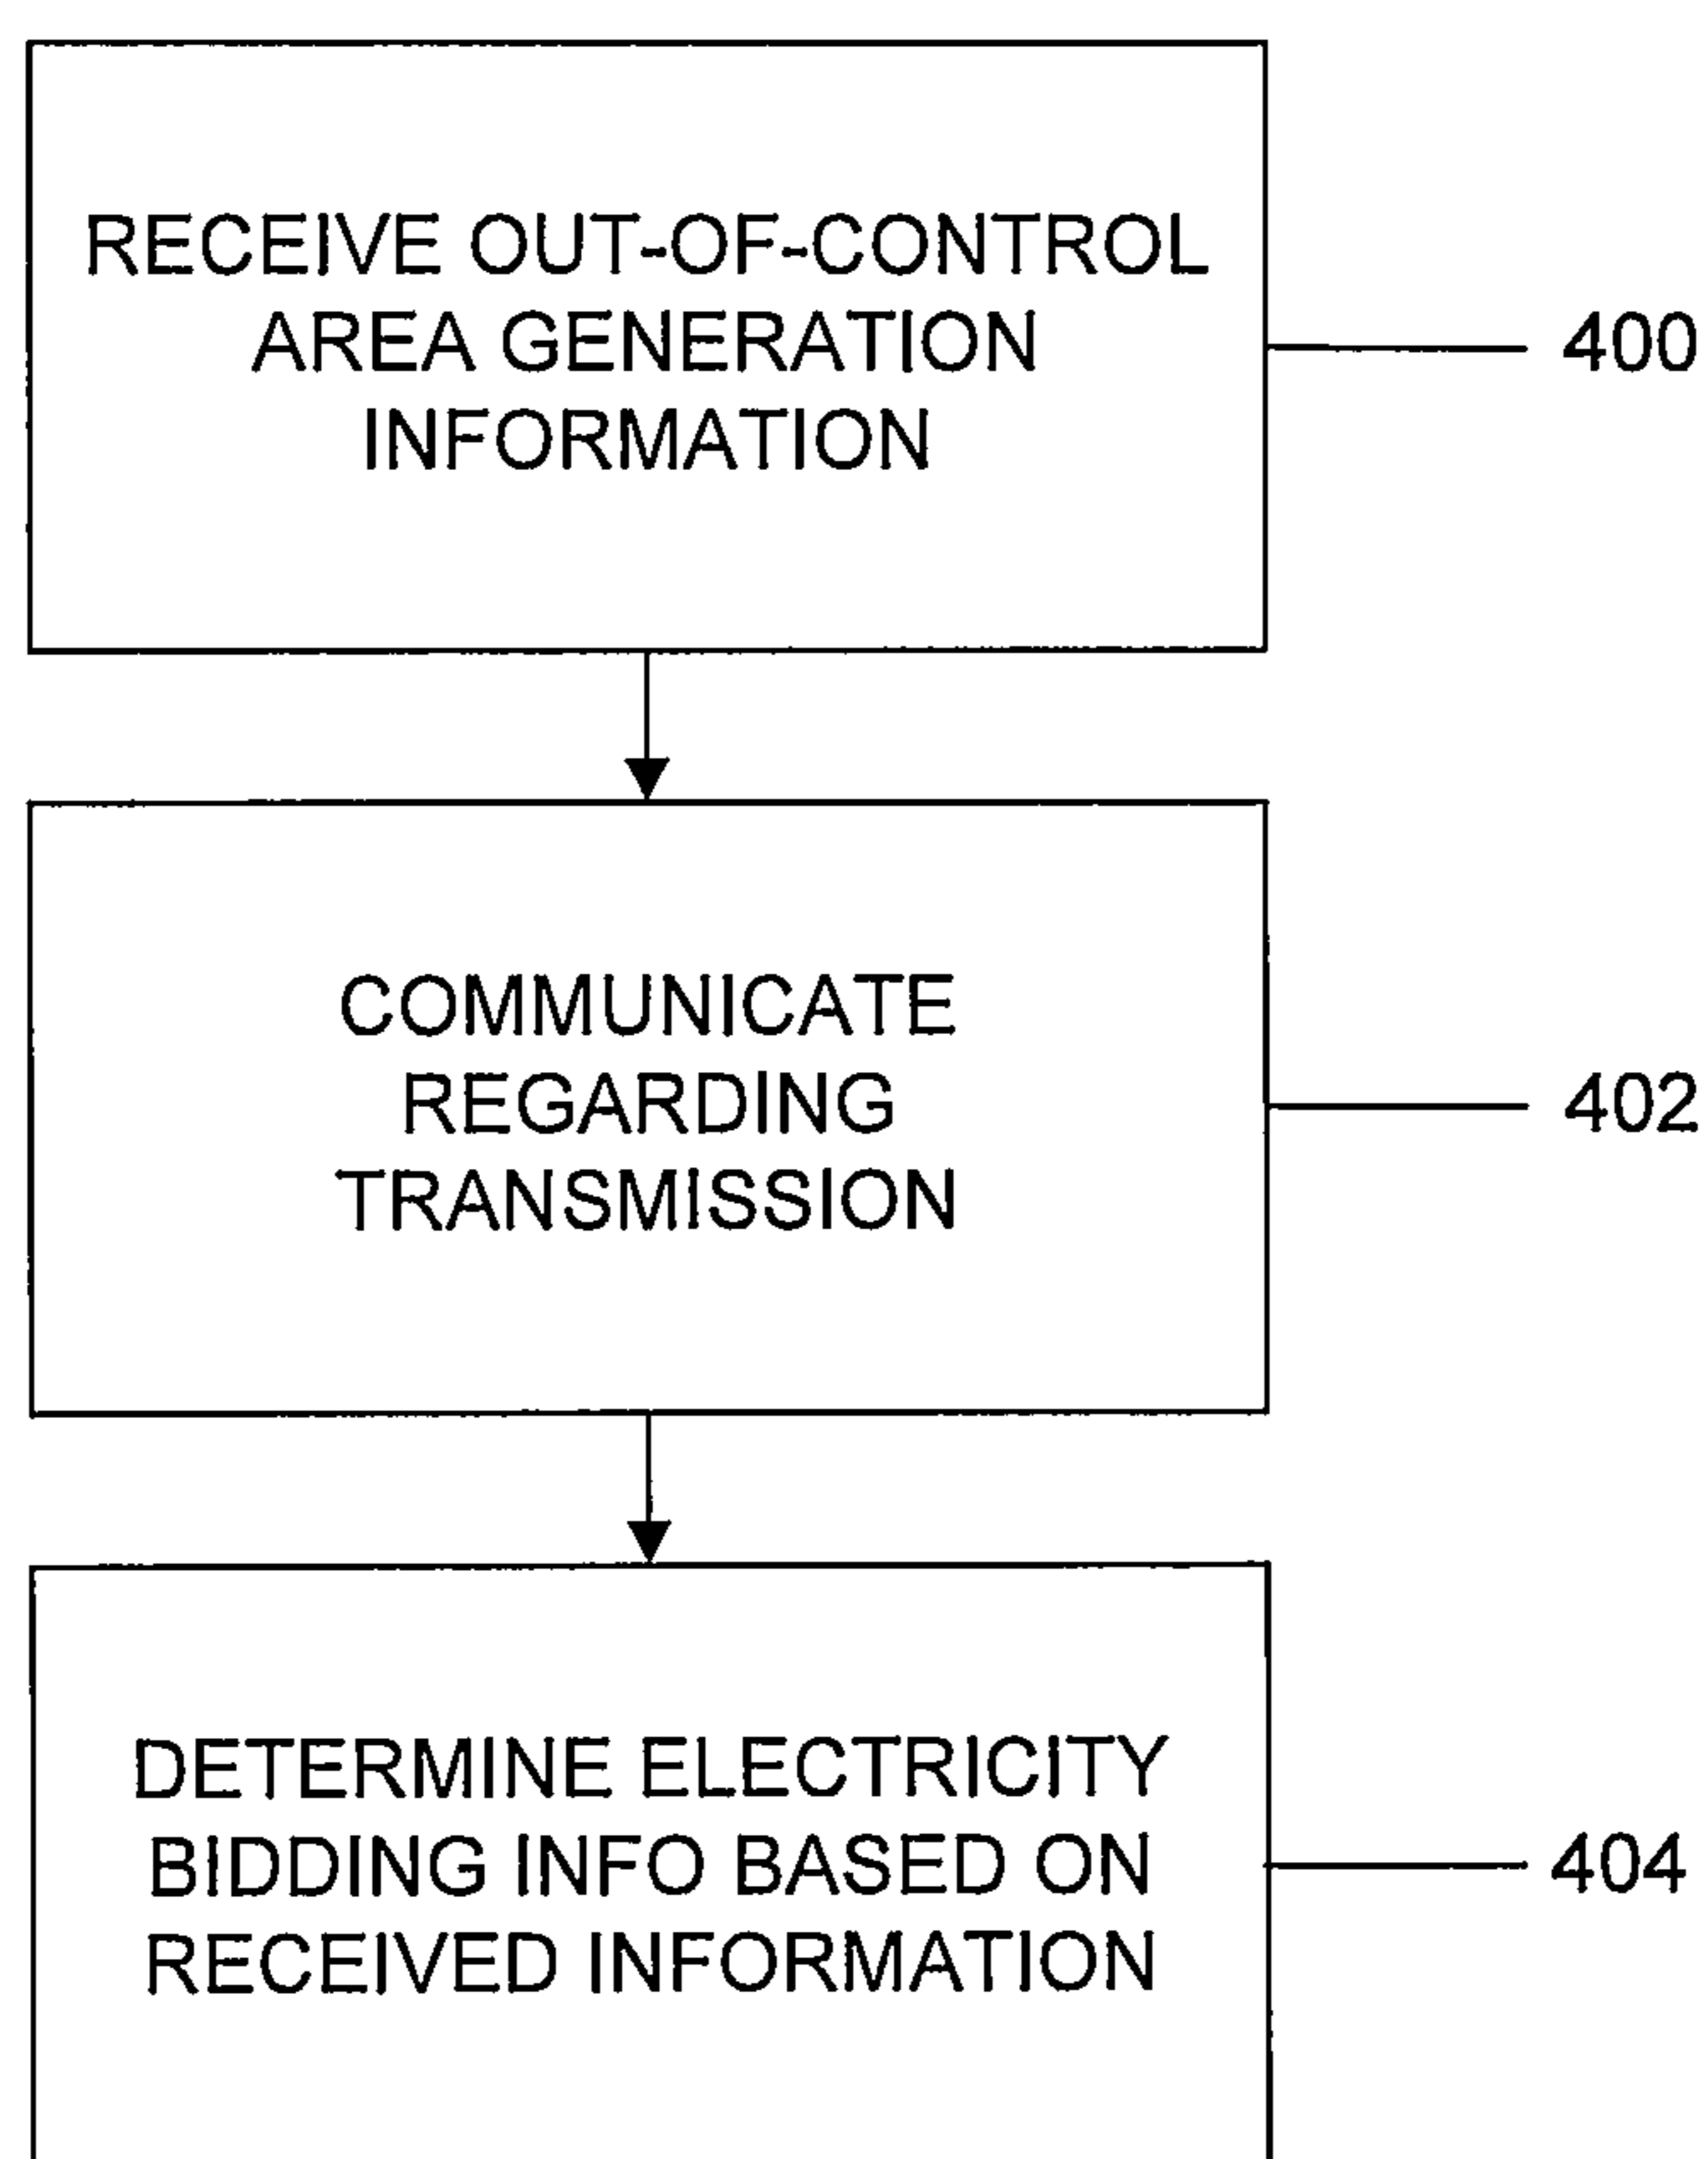 RECEIVE OUT-OF-CONTROL
AREA GENERATION
INFORMATION
400
COMMUNICATE
REGARDING
TRANSMISSION
402
DETERMINE ELECTRICITY
BIDDING INFO BASED ON
RECEIVED INFORMATION
404